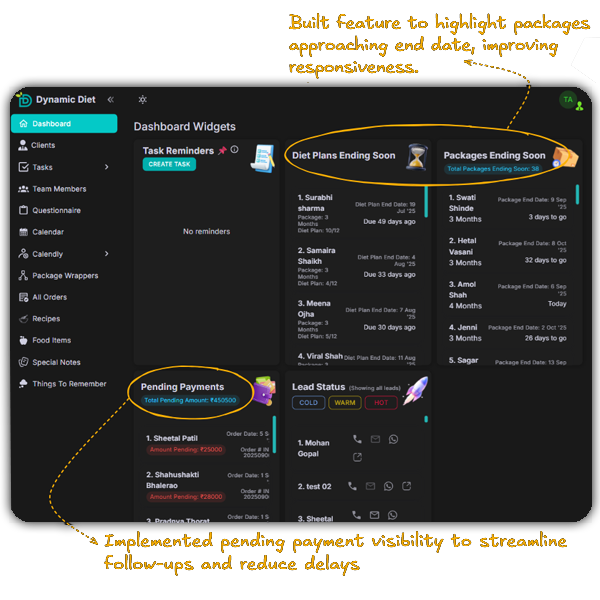 Built feature to highlight packages
approaching end date, improving
responsiveness.
Dynamic Diet
TA
Dashboard
Clients
Tasks
Team Members
Questionnaire
Calendar
Calendly
Package Wrappers
All Orders
Recipes
Food Items
Special Notes
Things To Remember
Dashboard Widgets
Task Reminders
CREATE TASK
No reminders
Diet Plans Ending Soon
1. Surabhi
sharma
Package: 3
Months
Diet Plan: 10/12
Diet Plan End Date: 19
Jul '25
Due 49 days ago
2. Samaira
Shaikh
Package: 3
Months
Diet Plan: 4/12
Diet Plan End Date: 4
Aug '25
Due 33 days ago
3. Meena
Ojha
Package: 3
Months
Diet Plan: 5/12
Diet Plan End Date: 7 Aug
'25
Due 30 days ago
4. Viral Shah
Diet Plan End Date: 11 Aug
Packages Ending Soon
Total Packages Ending Soon: 38
1. Swati
Shinde
3 Months
Package End Date: 9 Sep
'25
3 days to go
2. Hetal
Vasani
3 Months
Package End Date: 8 Oct
'25
32 days to go
3. Amol
Shah
4 Months
Package End Date: 6 Sep
'25
Today
4. Jenni
3 Months
Package End Date: 2 Oct '25
26 days to go
5. Sagar
Package End Date: 13 Sep
Pending Payments
Total Pending Amount: ₹450500
1. Sheetal Patil
Amount Pending: ₹25000
Order Date: 5 S
Order # IN
2025090
2. Shahushakti
Bhalerao
Amount Pending: ₹28000
Order Date: 1 S
Order # IN
2025090
3. Pradnya Thorat
Order Date: 1 S
Lead Status (Showing all leads)
COLD
WARM
HOT
1. Mohan
Gopal
2. test 02
3. Sheetal
Implemented pending payment visibility to streamline
follow-ups and reduce delays